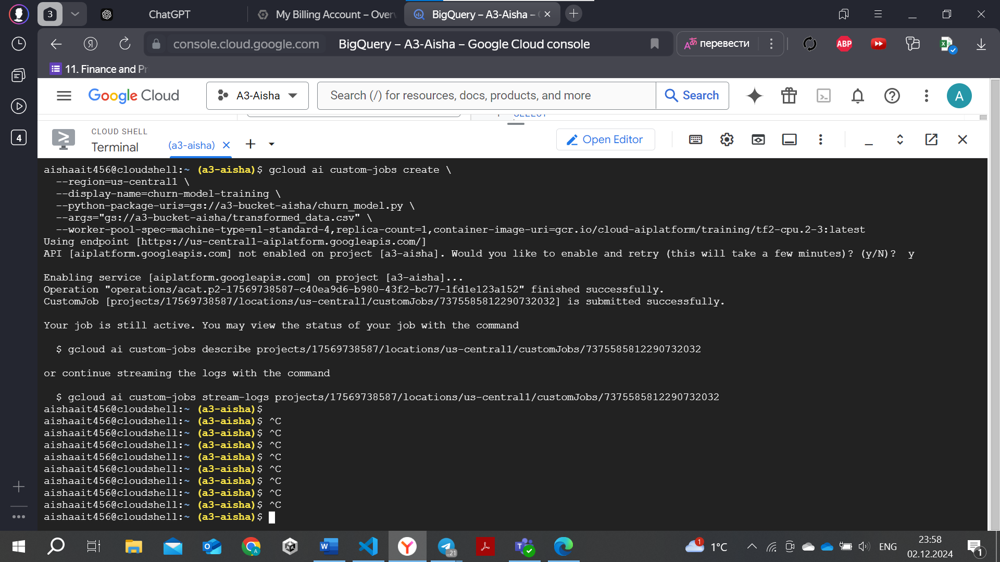 3
ChatGPT
My Billing Account – Over
BigQuery – A3-Aisha –
console.cloud.google.com
BigQuery – A3-Aisha – Google Cloud console
перевести
ABP
11. Finance and Pr
Google Cloud
A3-Aisha
Search (/) for resources, docs, products, and more
Search
A
4
SELECT
CLOUD SHELL
Terminal
(a3-aisha)
Open Editor
aishaait456@cloudshell:~ (a3-aisha)$ gcloud ai custom-jobs create \
--region=us-central1 \
--display-name=churn-model-training \
--python-package-uris=gs://a3-bucket-aisha/churn_model.py \
--args="gs://a3-bucket-aisha/transformed_data.csv" \
--worker-pool-spec=machine-type=n1-standard-4,replica-count=1,container-image-uri=gcr.io/cloud-aiplatform/training/tf2-cpu.2-3:latest
Using endpoint [https://us-central1-aiplatform.googleapis.com/]
API [aiplatform.googleapis.com] not enabled on project [a3-aisha]. Would you like to enable and retry (this will take a few minutes)? (y/N)?  y
Enabling service [aiplatform.googleapis.com] on project [a3-aisha]...
Operation "operations/acat.p2-17569738587-c40ea9d6-b980-43f2-bc77-1fd1e123a152" finished successfully.
CustomJob [projects/17569738587/locations/us-central1/customJobs/7375585812290732032] is submitted successfully.
Your job is still active. You may view the status of your job with the command
$ gcloud ai custom-jobs describe projects/17569738587/locations/us-central1/customJobs/7375585812290732032
or continue streaming the logs with the command
$ gcloud ai custom-jobs stream-logs projects/17569738587/locations/us-central1/customJobs/7375585812290732032
aishaait456@cloudshell:~ (a3-aisha)$
aishaait456@cloudshell:~ (a3-aisha)$ ^C
aishaait456@cloudshell:~ (a3-aisha)$ ^C
aishaait456@cloudshell:~ (a3-aisha)$ ^C
aishaait456@cloudshell:~ (a3-aisha)$ ^C
aishaait456@cloudshell:~ (a3-aisha)$ ^C
aishaait456@cloudshell:~ (a3-aisha)$ ^C
aishaait456@cloudshell:~ (a3-aisha)$ ^C
aishaait456@cloudshell:~ (a3-aisha)$ ^C
aishaait456@cloudshell:~ (a3-aisha)$
1
1°C
ENG
23:58
02.12.2024
1